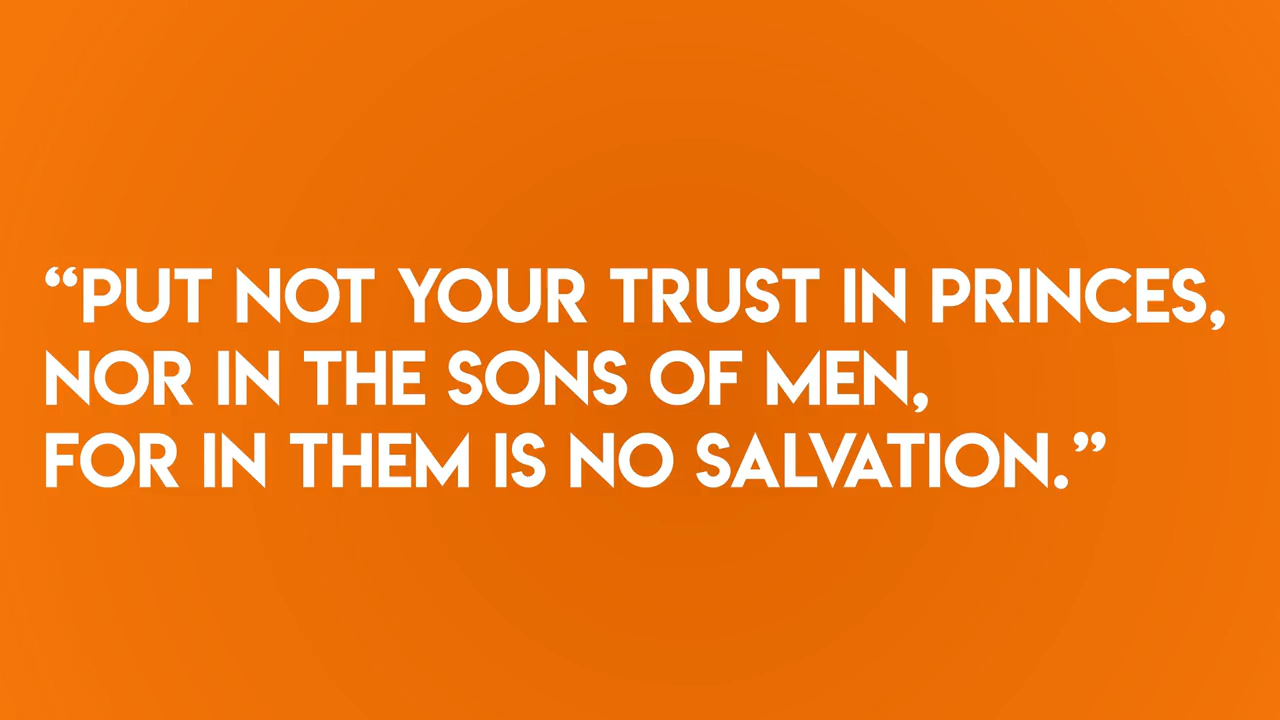 “PUT NOT YOUR TRUST IN PRINCES,
NOR IN THE SONS OF MEN,
FOR IN THEM IS NO SALVATION.”